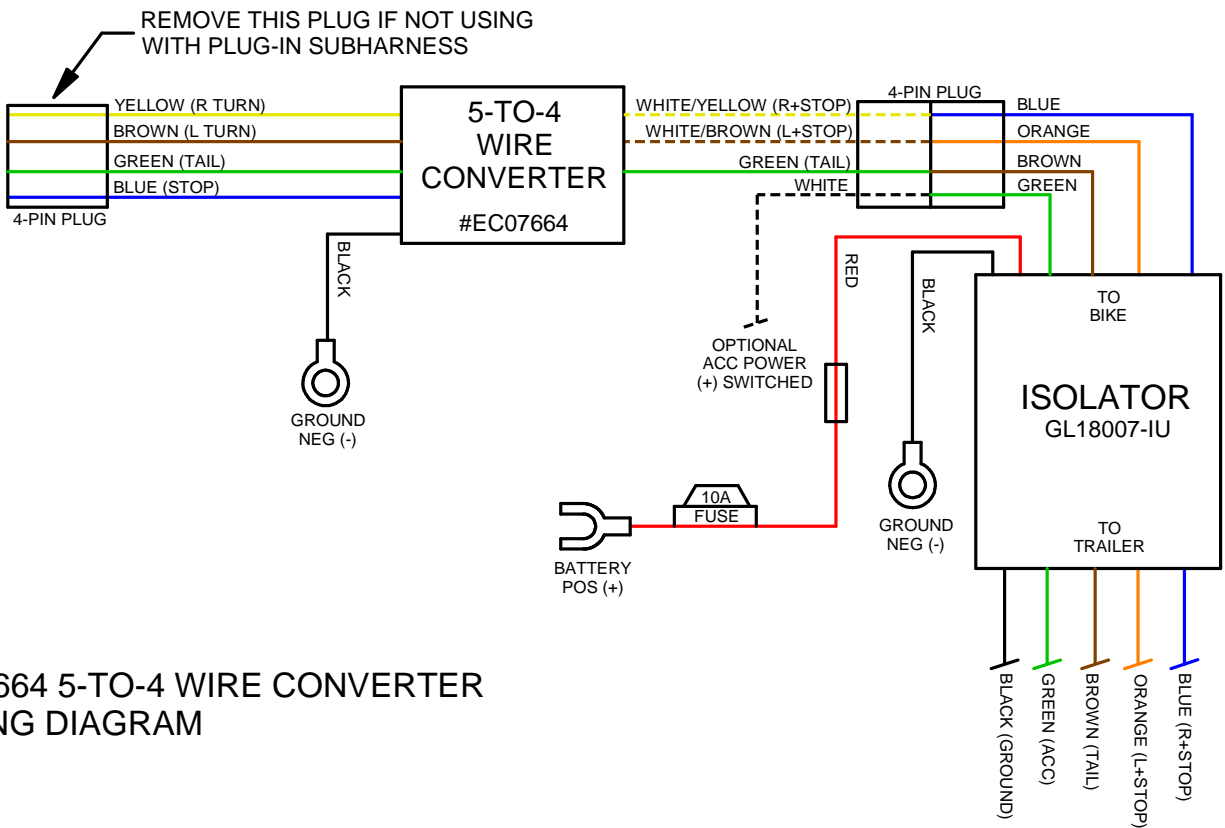 REMOVE THIS PLUG IF NOT USING
WITH PLUG-IN SUBHARNESS
YELLOW (R TURN)
BROWN (L TURN)
GREEN (TAIL)
BLUE (STOP)
4-PIN PLUG
5-TO-4
WIRE
CONVERTER
#EC07664
BLACK
GROUND
NEG (-)
WHITE/YELLOW (R+STOP)
WHITE/BROWN (L+STOP)
GREEN (TAIL)
WHITE
4-PIN PLUG
BLUE
ORANGE
BROWN
GREEN
OPTIONAL
ACC POWER
(+) SWITCHED
RED
BLACK
10A
FUSE
BATTERY
POS (+)
GROUND
NEG (-)
TO
BIKE
ISOLATOR
GL18007-IU
TO
TRAILER
BLACK (GROUND)
GREEN (ACC)
BROWN (TAIL)
ORANGE (L+STOP)
BLUE (R+STOP)
664 5-TO-4 WIRE CONVERTER
NG DIAGRAM